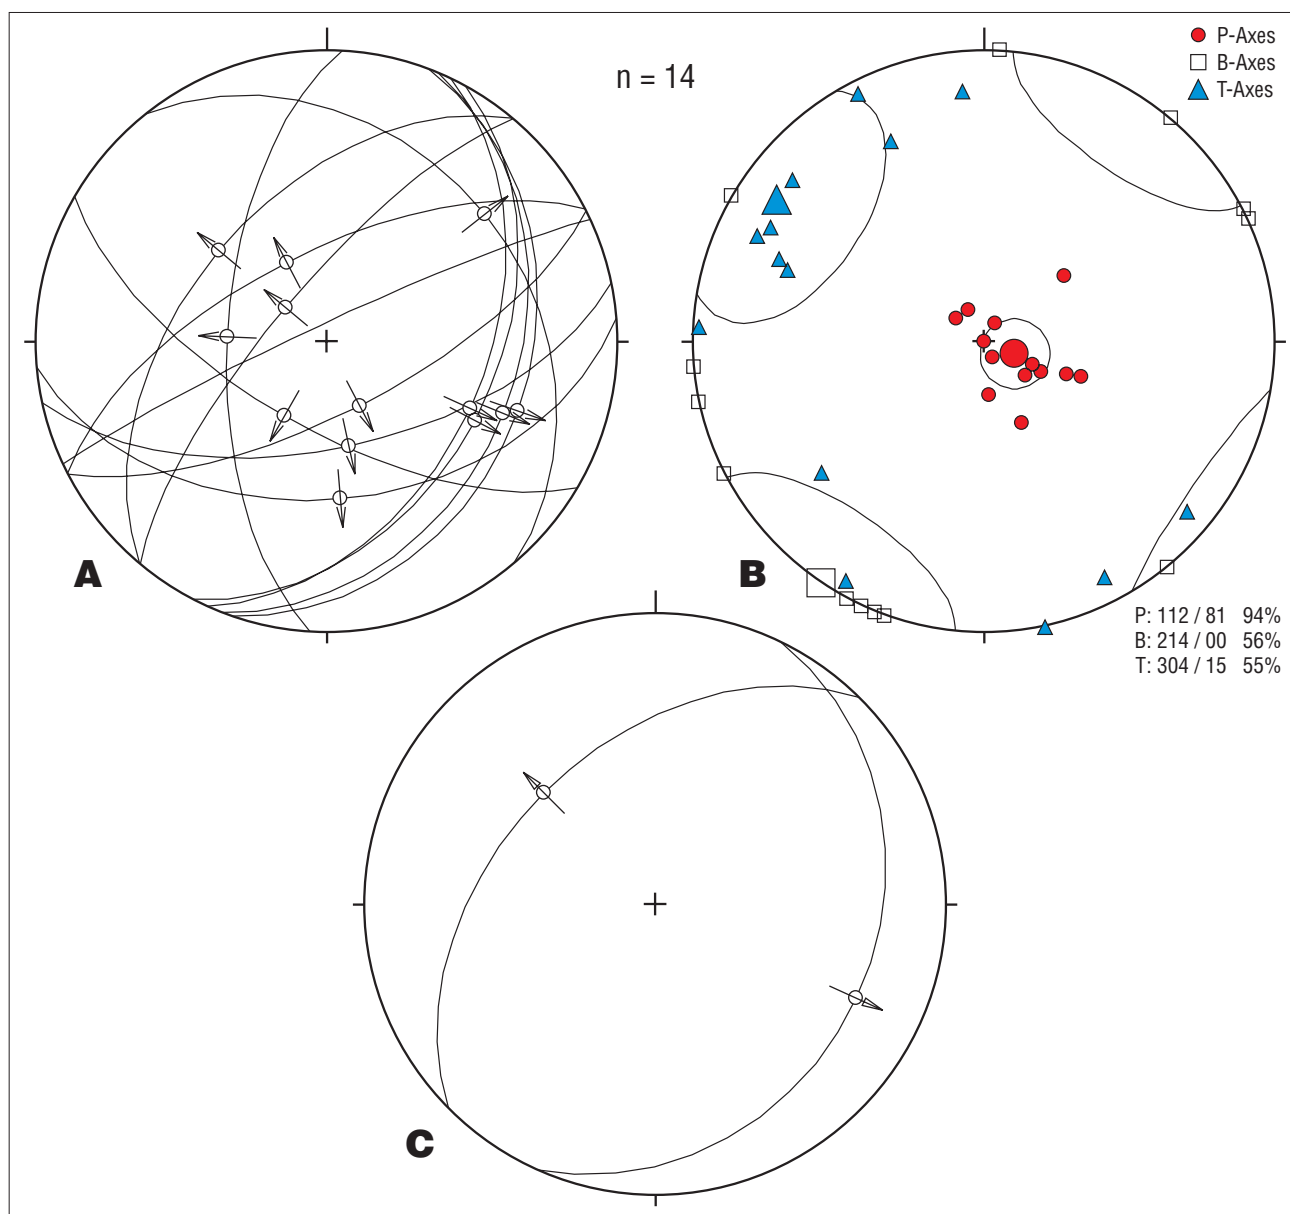 n = 14
P-Axes
B-Axes
T-Axes
A
B
P: 112 / 81 94%
B: 214 / 00 56%
T: 304 / 15 55%
C